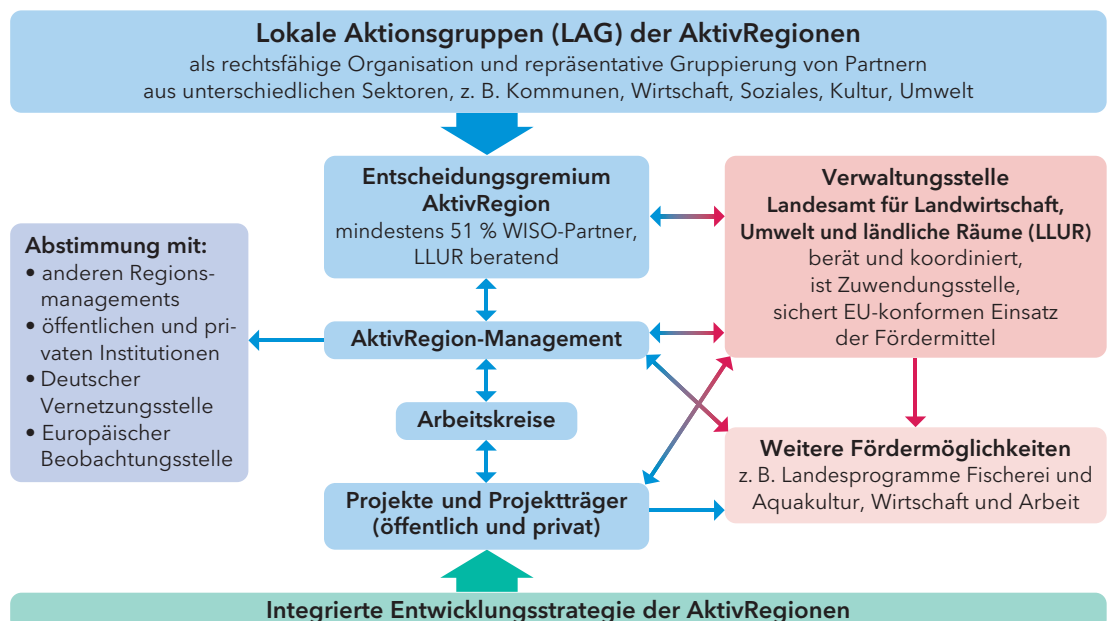 Lokale Aktionsgruppen (LAG) der AktivRegionen
als rechtsfähige Organisation und repräsentative Gruppierung von Partnern
aus unterschiedlichen Sektoren, z. B. Kommunen, Wirtschaft, Soziales, Kultur, Umwelt
Entscheidungsgremium
AktivRegion
mindestens 51 % WISO-Partner,
LLUR beratend
Verwaltungsstelle
Landesamt für Landwirtschaft,
Umwelt und ländliche Räume (LLUR)
berät und koordiniert,
ist Zuwendungsstelle,
sichert EU-konformen Einsatz
der Fördermittel
Abstimmung mit:
• anderen Regions-
managements
• öffentlichen und pri-
vaten Institutionen
• Deutscher
Vernetzungsstelle
• Europäischer
Beobachtungsstelle
AktivRegion-Management
Arbeitskreise
Weitere Fördermöglichkeiten
z. B. Landesprogramme Fischerei und
Aquakultur, Wirtschaft und Arbeit
Projekte und Projektträger
(öffentlich und privat)
Integrierte Entwicklungsstrategie der AktivRegionen